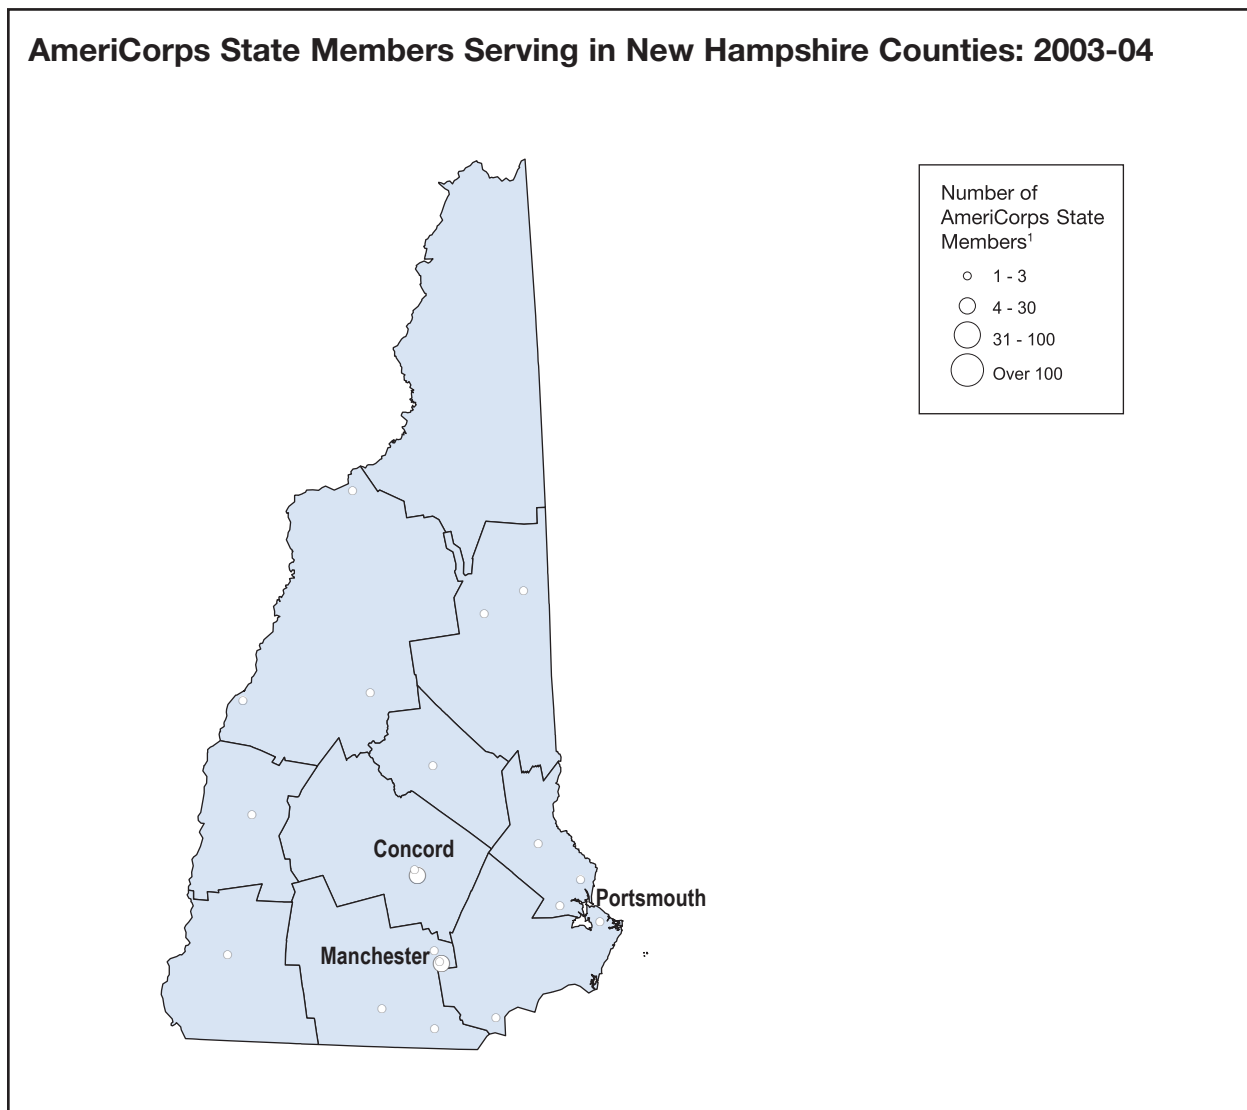 AmeriCorps State Members Serving in New Hampshire Counties: 2003-04
Number of
AmeriCorps State
Members¹
1 - 3
4 - 30
31 - 100
Over 100
Concord
Portsmouth
Manchester